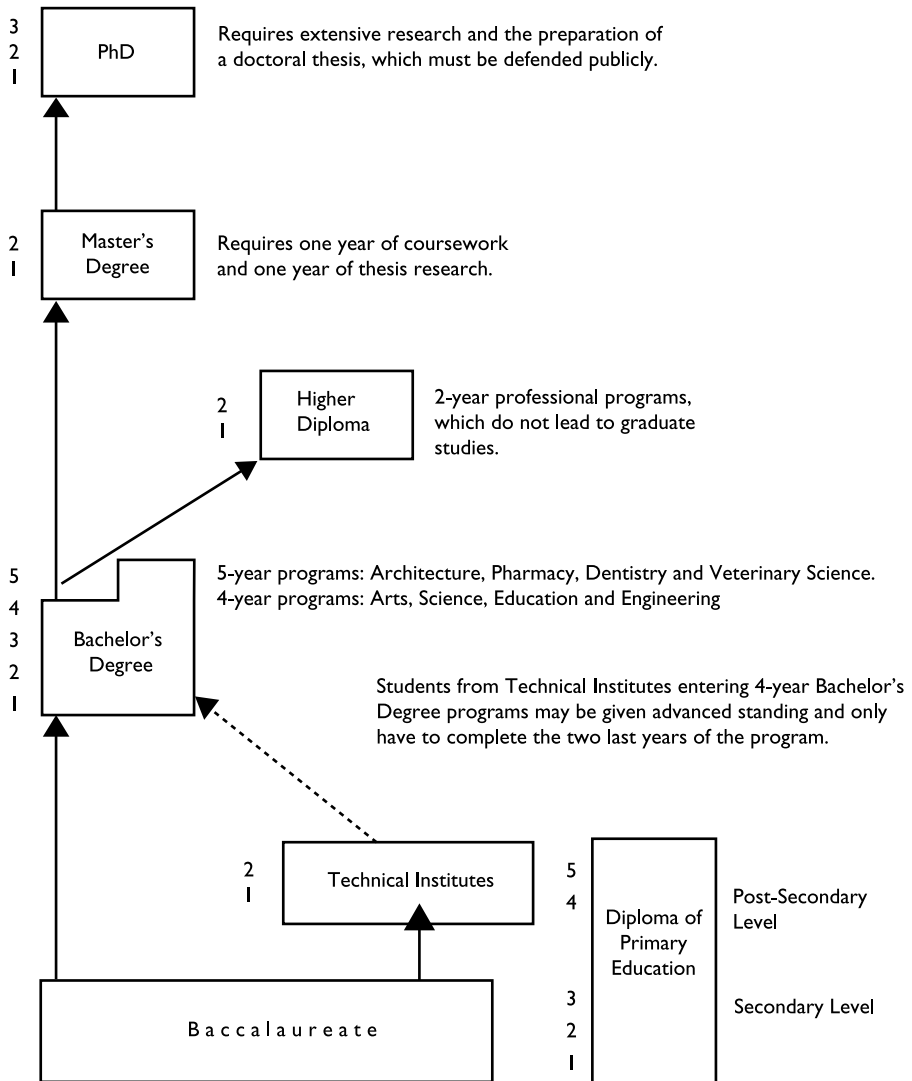 3
2
1
PhD
Requires extensive research and the preparation of
a doctoral thesis, which must be defended publicly.
2
1
Master's
Degree
Requires one year of coursework
and one year of thesis research.
2
1
Higher
Diploma
2-year professional programs,
which do not lead to graduate
studies.
5
4
3
2
1
Bachelor's
Degree
5-year programs: Architecture, Pharmacy, Dentistry and Veterinary Science.
4-year programs: Arts, Science, Education and Engineering
Students from Technical Institutes entering 4-year Bachelor's
Degree programs may be given advanced standing and only
have to complete the two last years of the program.
2
1
Technical Institutes
5
4
3
2
1
Diploma of
Primary
Education
Post-Secondary
Level
Secondary Level
Baccalaureate